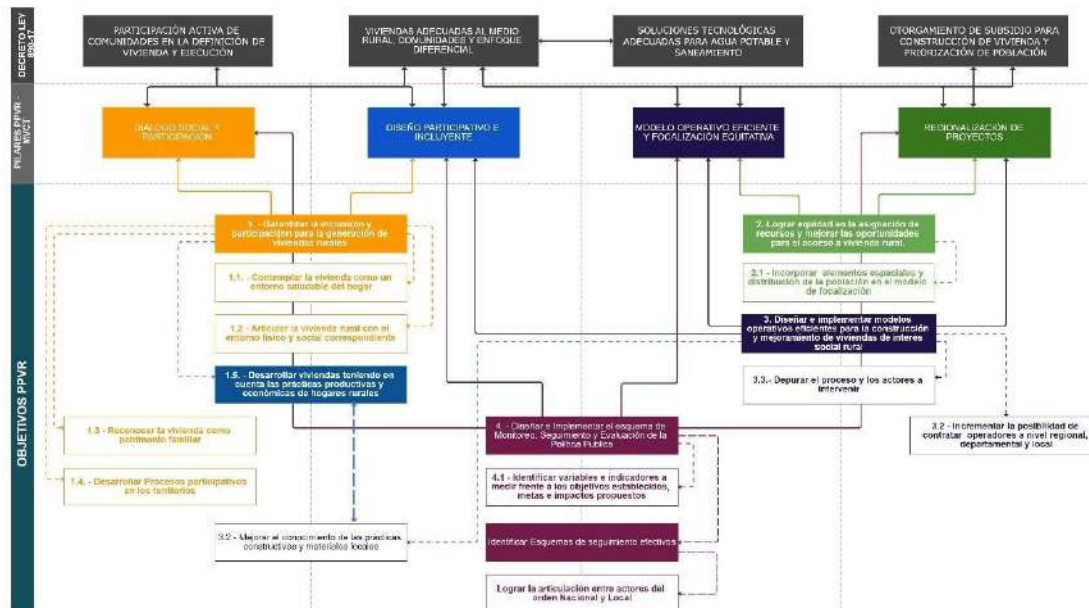 DECRETO LEY
890-17
PARTICIPACIÓN ACTIVA DE
COMUNIDADES EN LA DEFINICIÓN DE
VIVIENDA Y EJECUCIÓN
VIVIENDAS ADECUADAS AL MEDIO
RURAL, COMUNIDADES Y ENFOQUE
DIFERENCIAL
SOLUCIONES TECNOLÓGICAS
ADECUADAS PARA AGUA POTABLE Y
SANEAMIENTO
OTORGAMIENTO DE SUBSIDIO PARA
CONSTRUCCIÓN DE VIVIENDA Y
PRIORIZACIÓN DE POBLACIÓN
PILARES PPVR -
MVCT
DIÁLOGO SOCIAL Y
PARTICIPACIÓN
DISEÑO PARTICIPATIVO E
INCLUYENTE
MODELO OPERATIVO EFICIENTE
Y FOCALIZACIÓN EQUITATIVA
REGIONALIZACIÓN DE
PROYECTOS
OBJETIVOS PPVR
1. - Garantizar la inclusion y
participacion para la generación de
viviendas rurales
2. Lograr equidad en la asignación de
recursos y mejorar las oportunidades
para el acceso a vivienda rural.
1.1. - Contemplar la vivienda como un
entorno saludable del hogar
2.1 - Incorporar elementos espaciales y
distribución de la población en el modelo
de focalización
1.2 - Articular la vivienda rural con el
entorno físico y social correspondiente
3. Diseñar e implementar modelos
operativos eficientes para la construcción
y mejoramiento de viviendas de interes
social rural
1.5. - Desarrollar viviendas teniendo en
cuenta las prácticas productivas y
económicas de hogares rurales
3.3.- Depurar el proceso y los actores a
intervenir
1.3 - Reconocer la vivienda como
patrimonio familiar
4. - Diseñar e Implementar el esquema de
Monitoreo, Seguimiento y Evaluación de la
Política Publica
3.2 - Incrementar la posibilidad de
contratar operadores a nivel regional,
departamental y local
1.4. - Desarrollar Procesos participativos
en los territorios
4.1 - Identificar variables e indicadores a
medir frente a los objetivos establecidos,
metas e impactos propuestos
3.2 - Mejorar el conocimiento de las prácticas
constructivas y materiales locales
Identificar Esquemas de seguimiento efectivos
Lograr la articulación entre actores del
orden Nacional y Local